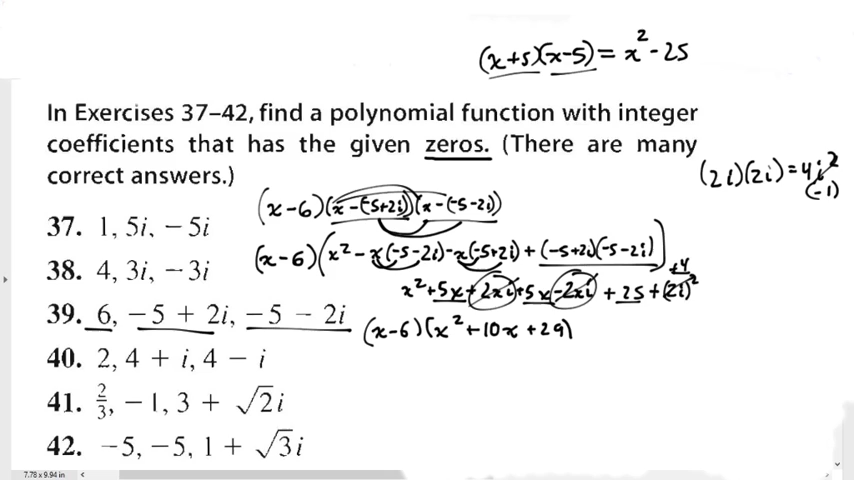 (x+5)(x-5) = x² - 25
In Exercises 37–42, find a polynomial function with integer
coefficients that has the given zeros. (There are many
correct answers.)
(2i)(2i) = 4i²
(-1)
(x-6)(x-(-5+2i))(x-(-5-2i))
37. 1, 5i, −5i
(x-6)(x² - x(-5-2i) - x(-5+2i) + (-5+2i)(-5-2i))
38. 4, 3i, −3i
+4
x² + 5x + 2xi + 5x - 2xi + 25 + (2i)²
39. 6, −5 + 2i, −5 − 2i
(x-6)(x² + 10x + 29)
40. 2, 4 + i, 4 − i
41. 2/3, −1, 3 + √2i
42. −5, −5, 1 + √3i
7.78 x 9.94 in